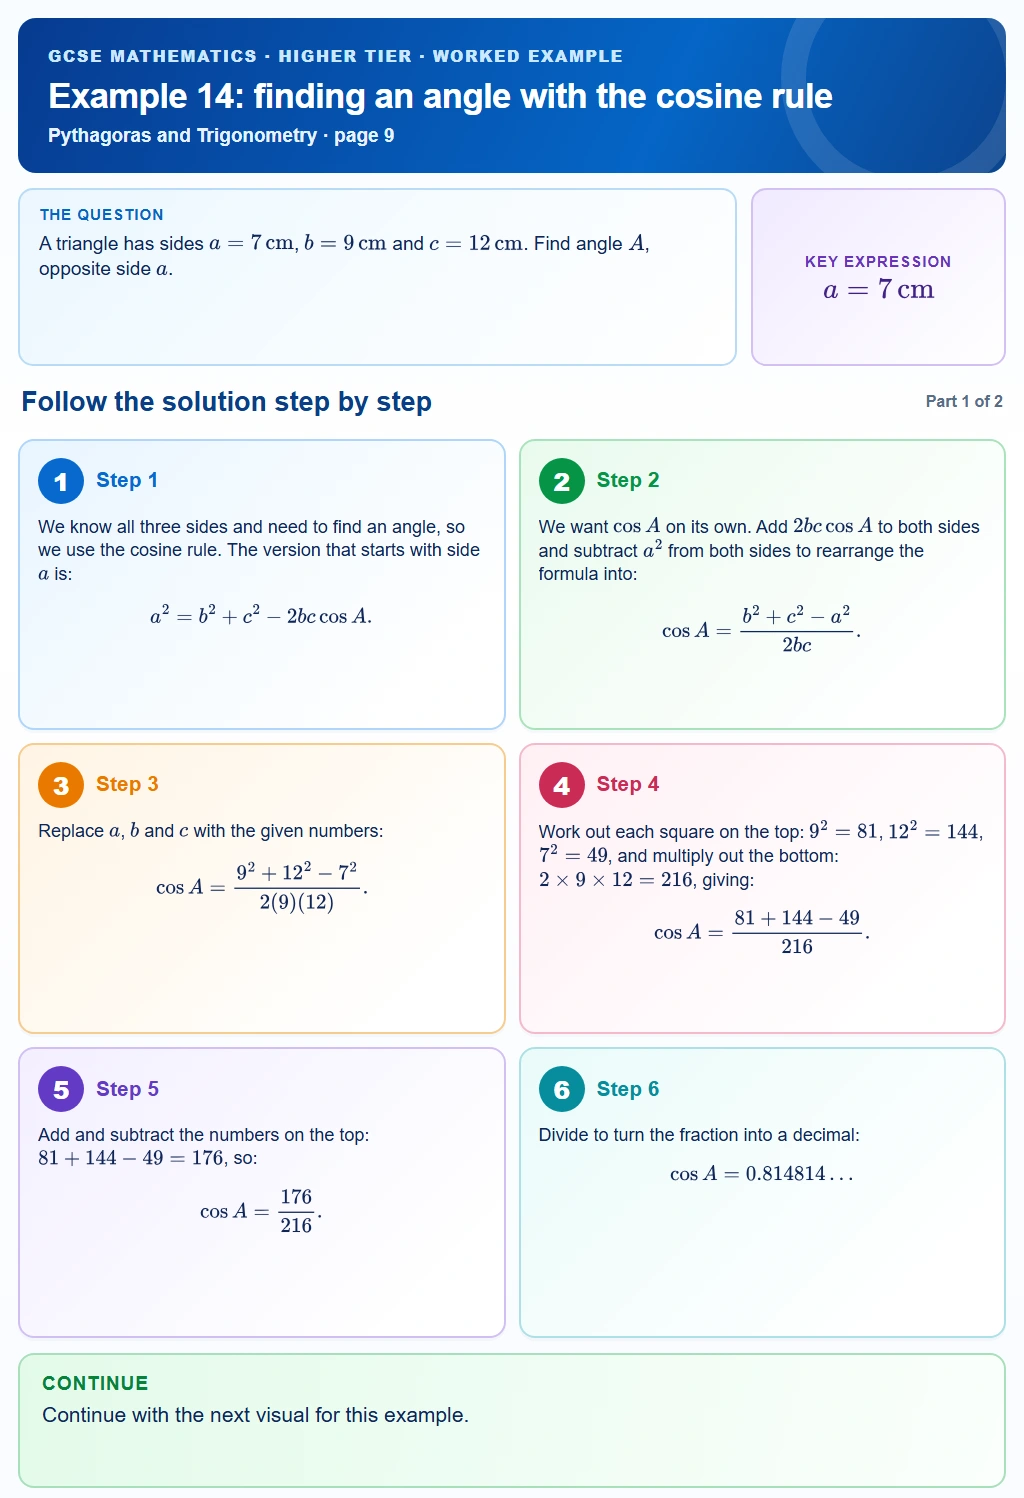 GCSE MATHEMATICS · HIGHER TIER · WORKED EXAMPLE
Example 14: finding an angle with the cosine rule
Pythagoras and Trigonometry · page 9
THE QUESTION
A triangle has sides a = 7 cm, b = 9 cm and c = 12 cm. Find angle A,
opposite side a.
KEY EXPRESSION
a = 7 cm
Follow the solution step by step
Part 1 of 2
1 Step 1
We know all three sides and need to find an angle, so
we use the cosine rule. The version that starts with side
a is:
a² = b² + c² − 2bc cos A.
2 Step 2
We want cos A on its own. Add 2bc cos A to both sides
and subtract a² from both sides to rearrange the
formula into:
cos A = (b² + c² − a²)/(2bc).
3 Step 3
Replace a, b and c with the given numbers:
cos A = (9² + 12² − 7²)/(2(9)(12)).
4 Step 4
Work out each square on the top: 9² = 81, 12² = 144,
7² = 49, and multiply out the bottom:
2 × 9 × 12 = 216, giving:
cos A = (81 + 144 − 49)/216.
5 Step 5
Add and subtract the numbers on the top:
81 + 144 − 49 = 176, so:
cos A = 176/216.
6 Step 6
Divide to turn the fraction into a decimal:
cos A = 0.814814...
CONTINUE
Continue with the next visual for this example.